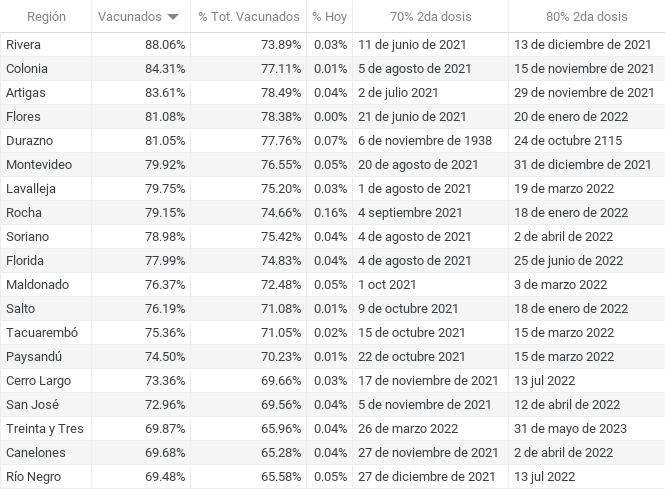 Región Vacunados % Tot. Vacunados % Hoy 70% 2da dosis 80% 2da dosis
Rivera 88.06% 73.89% 0.03% 11 de junio de 2021 13 de diciembre de 2021
Colonia 84.31% 77.11% 0.01% 5 de agosto de 2021 15 de noviembre de 2021
Artigas 83.61% 78.49% 0.04% 2 de julio 2021 29 de noviembre de 2021
Flores 81.08% 78.38% 0.00% 21 de junio de 2021 20 de enero de 2022
Durazno 81.05% 77.76% 0.07% 6 de noviembre de 1938 24 de octubre 2115
Montevideo 79.92% 76.55% 0.05% 20 de agosto de 2021 31 de diciembre de 2021
Lavalleja 79.75% 75.20% 0.03% 1 de agosto de 2021 19 de marzo 2022
Rocha 79.15% 74.66% 0.16% 4 septiembre 2021 18 de enero de 2022
Soriano 78.98% 75.42% 0.04% 4 de agosto de 2021 2 de abril de 2022
Florida 77.99% 74.83% 0.04% 4 de agosto de 2021 25 de junio de 2022
Maldonado 76.37% 72.48% 0.05% 1 oct 2021 3 de marzo 2022
Salto 76.19% 71.08% 0.01% 9 de octubre 2021 18 de enero de 2022
Tacuarembó 75.36% 71.05% 0.02% 15 de octubre 2021 15 de marzo 2022
Paysandú 74.50% 70.23% 0.01% 22 de octubre 2021 15 de marzo 2022
Cerro Largo 73.36% 69.66% 0.03% 17 de noviembre de 2021 13 jul 2022
San José 72.96% 69.56% 0.04% 5 de noviembre de 2021 12 de abril de 2022
Treinta y Tres 69.87% 65.96% 0.04% 26 de marzo 2022 31 de mayo de 2023
Canelones 69.68% 65.28% 0.04% 27 de noviembre de 2021 2 de abril de 2022
Río Negro 69.48% 65.58% 0.05% 27 de diciembre de 2021 13 jul 2022